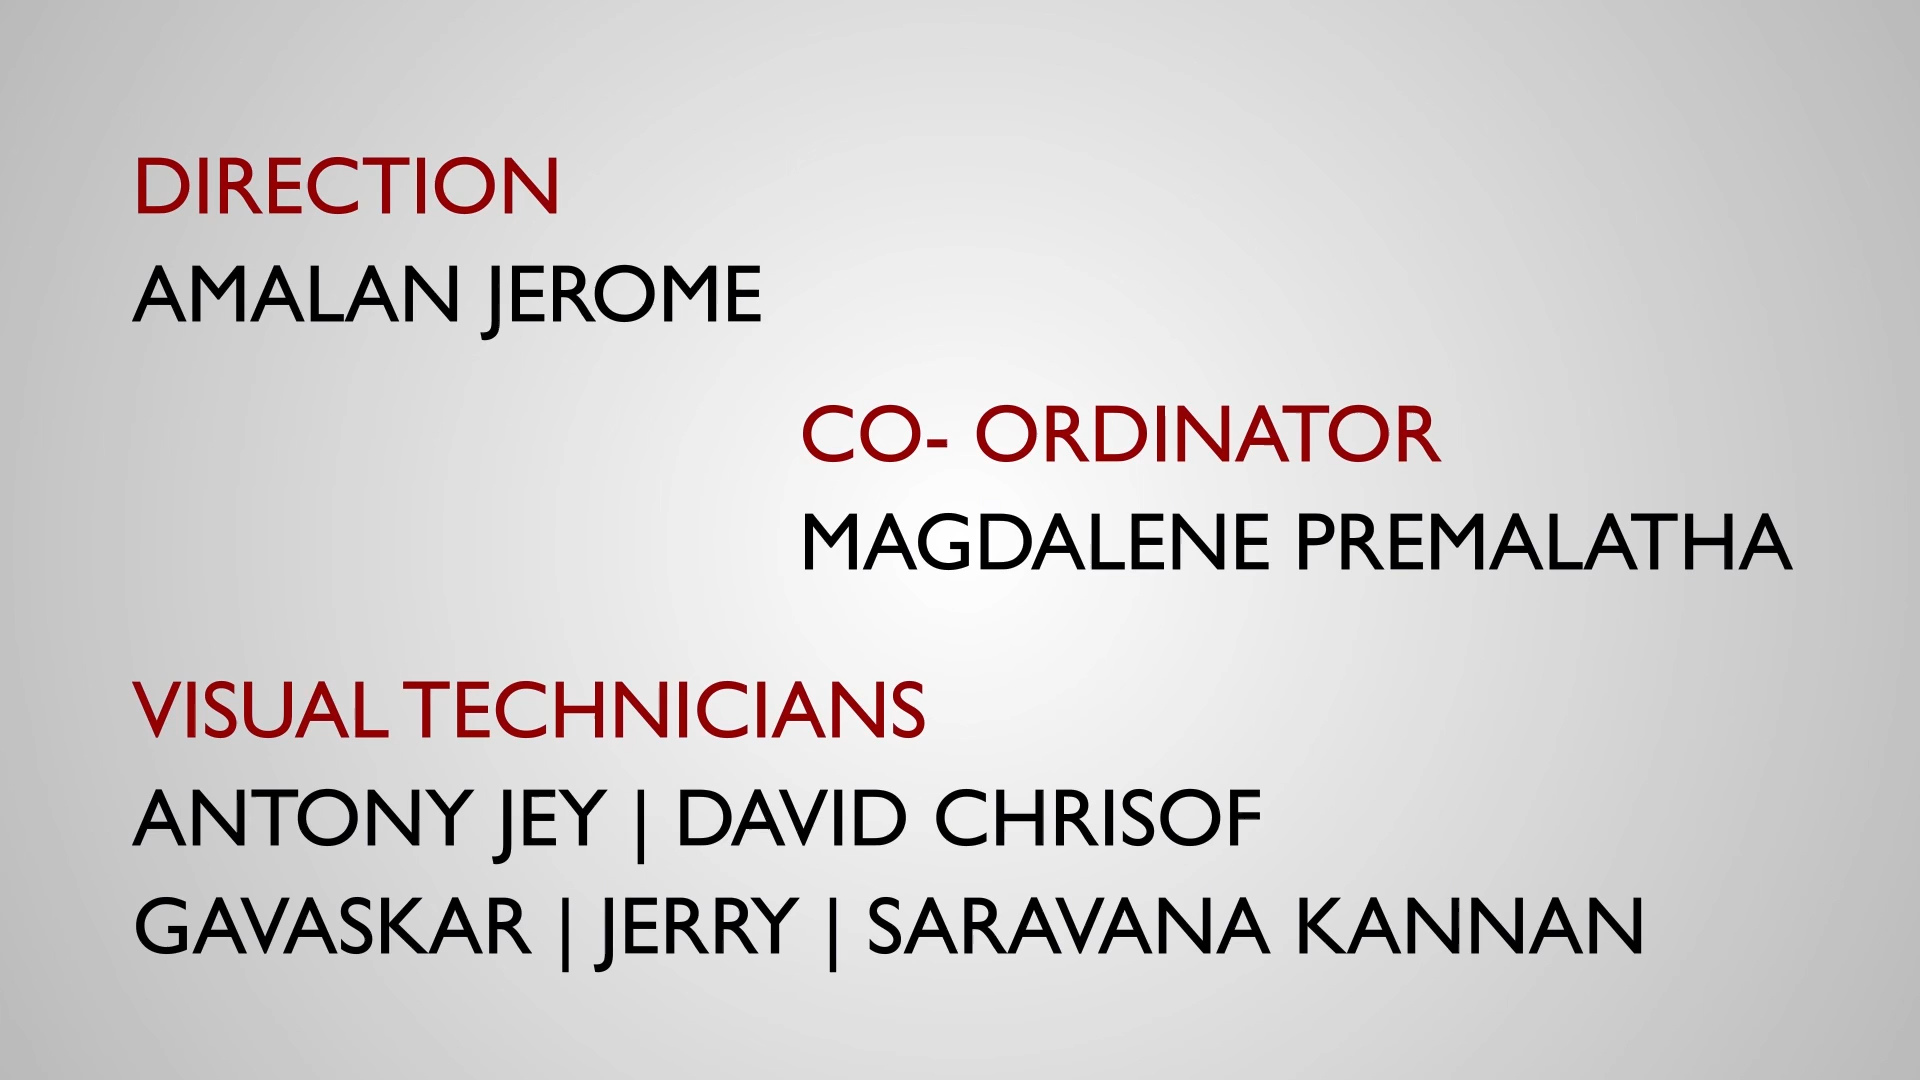 DIRECTION
AMALAN JEROME
CO- ORDINATOR
MAGDALENE PREMALATHA
VISUAL TECHNICIANS
ANTONY JEY | DAVID CHRISOF
GAVASKAR | JERRY | SARAVANA KANNAN